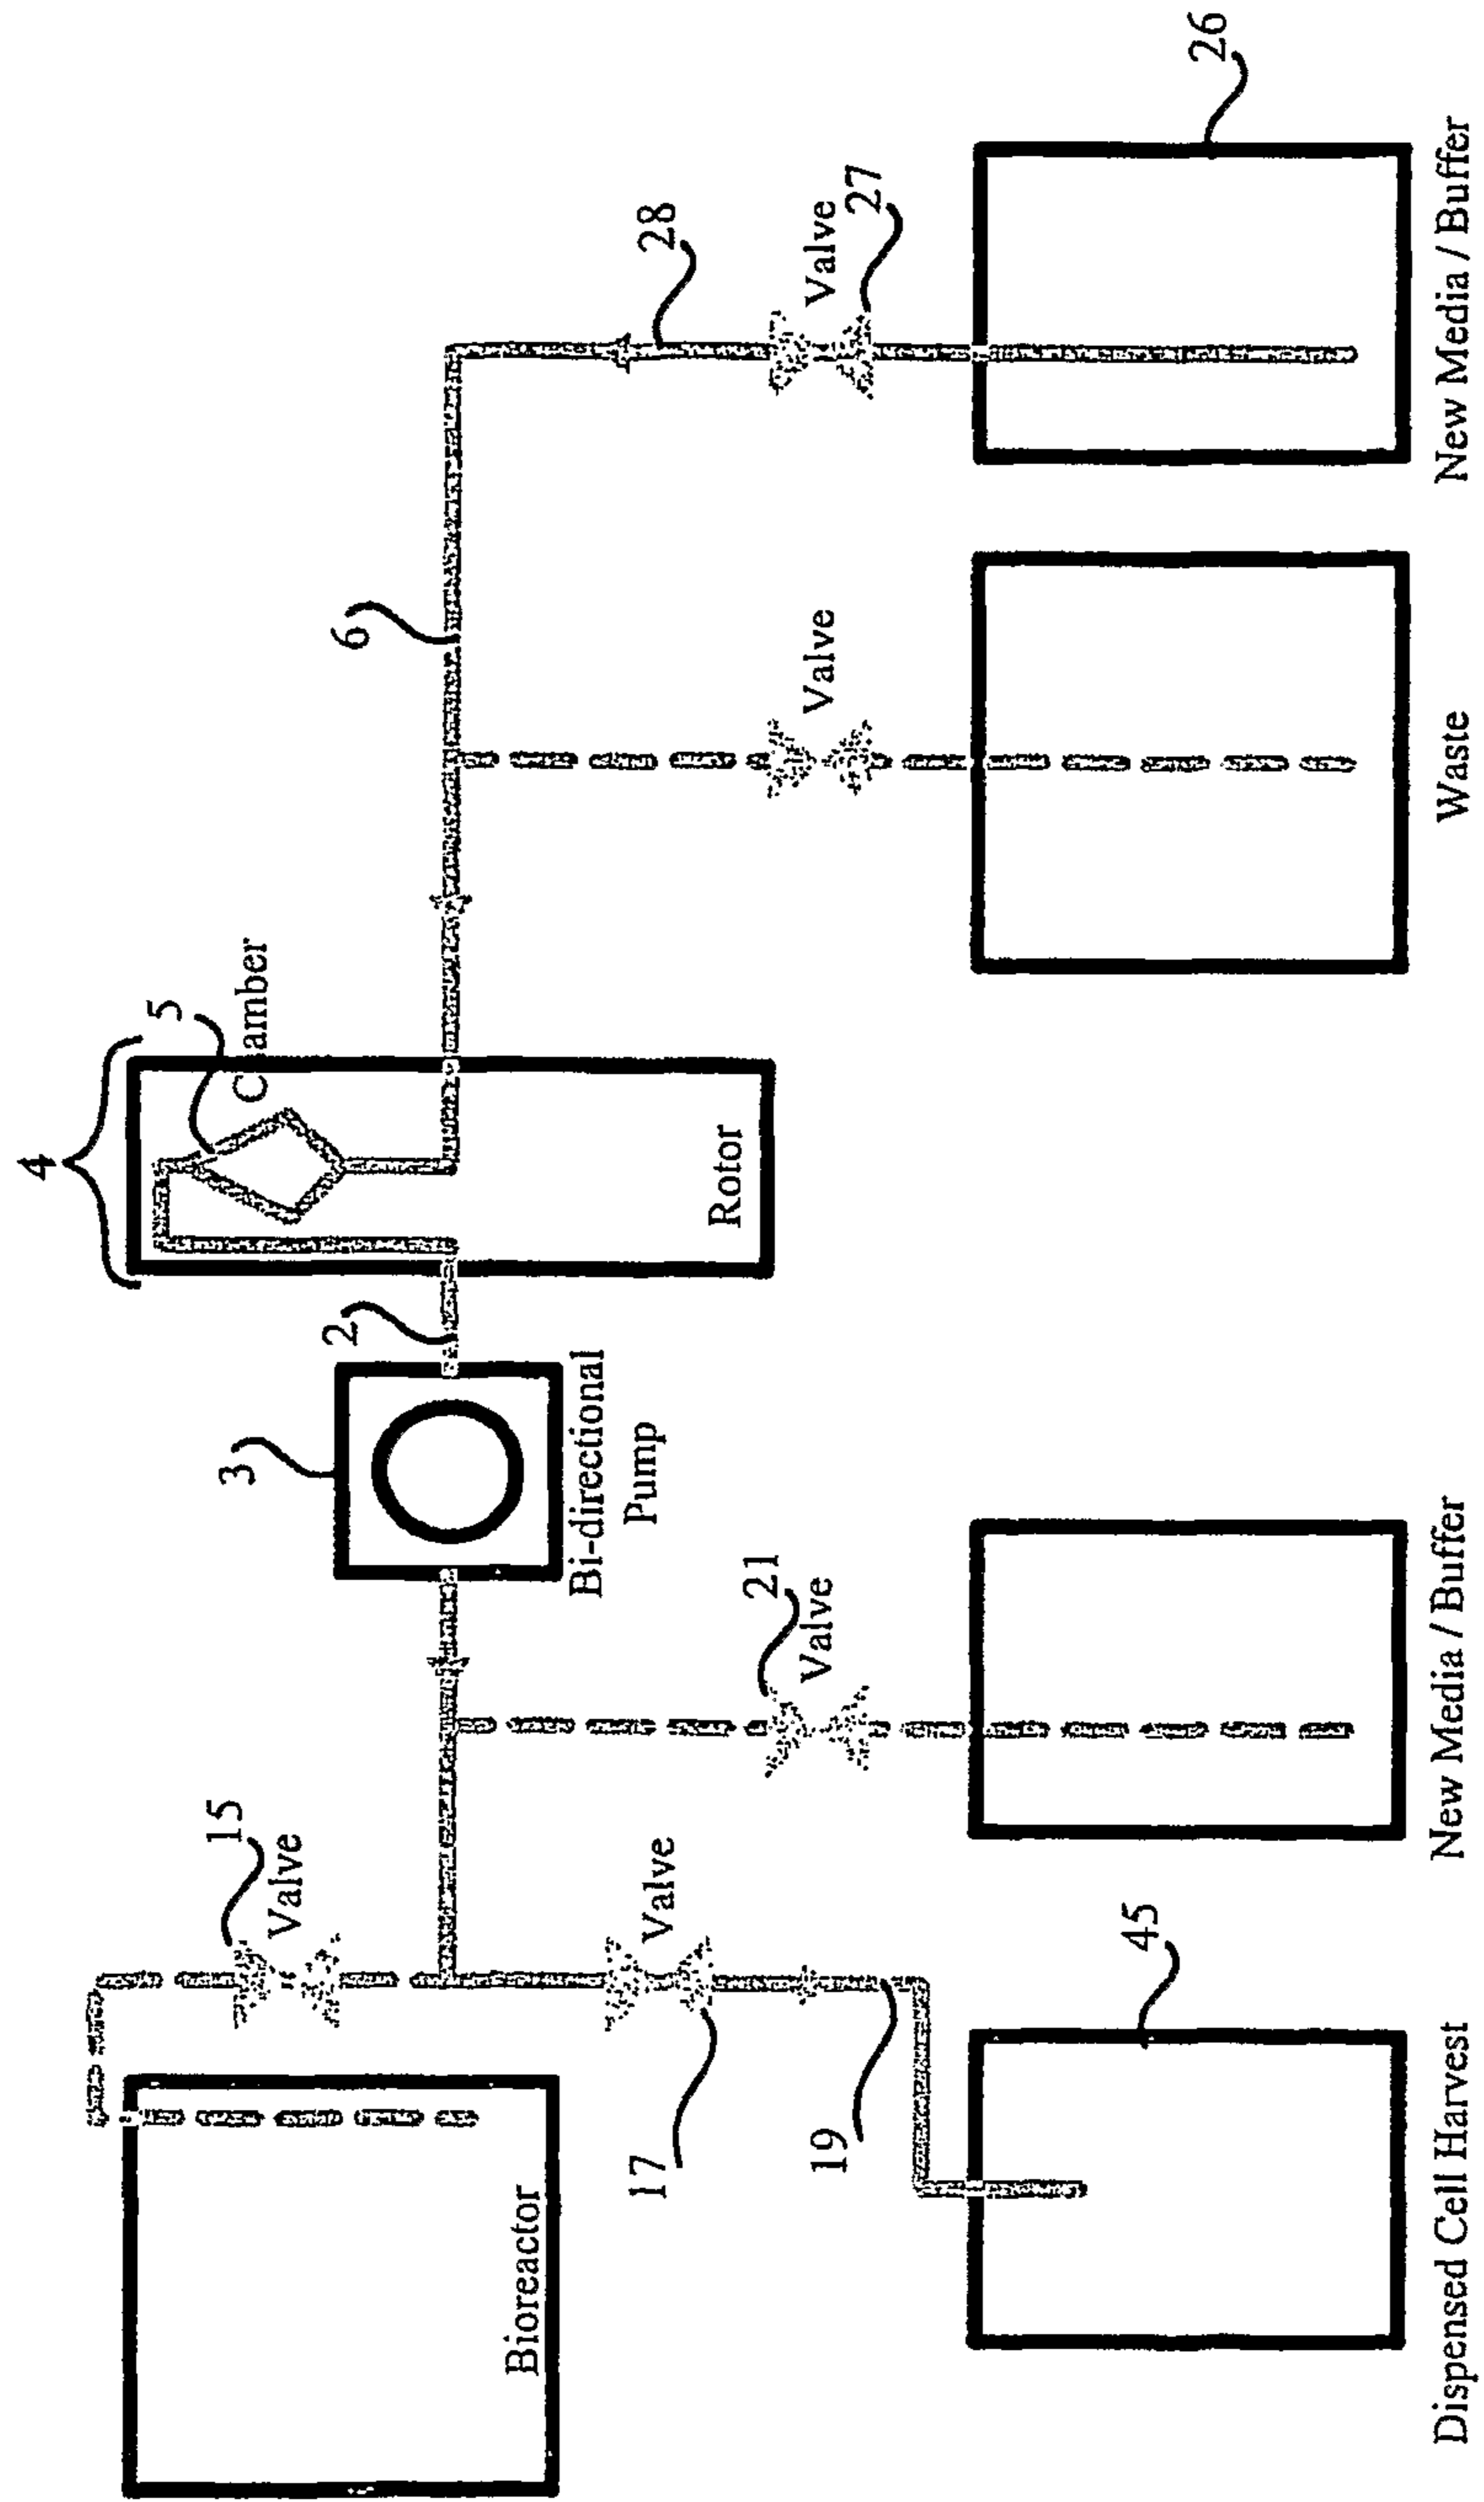 4
5
15
3
Chamber
Valve
2
6
Bioreactor
Bi-directional
Pump
17
Valve
28
Rotor
21
19
Valve
Valve
Valve
27
45
26
Dispensed Cell Harvest
New Media / Buffer
Waste
New Media / Buffer